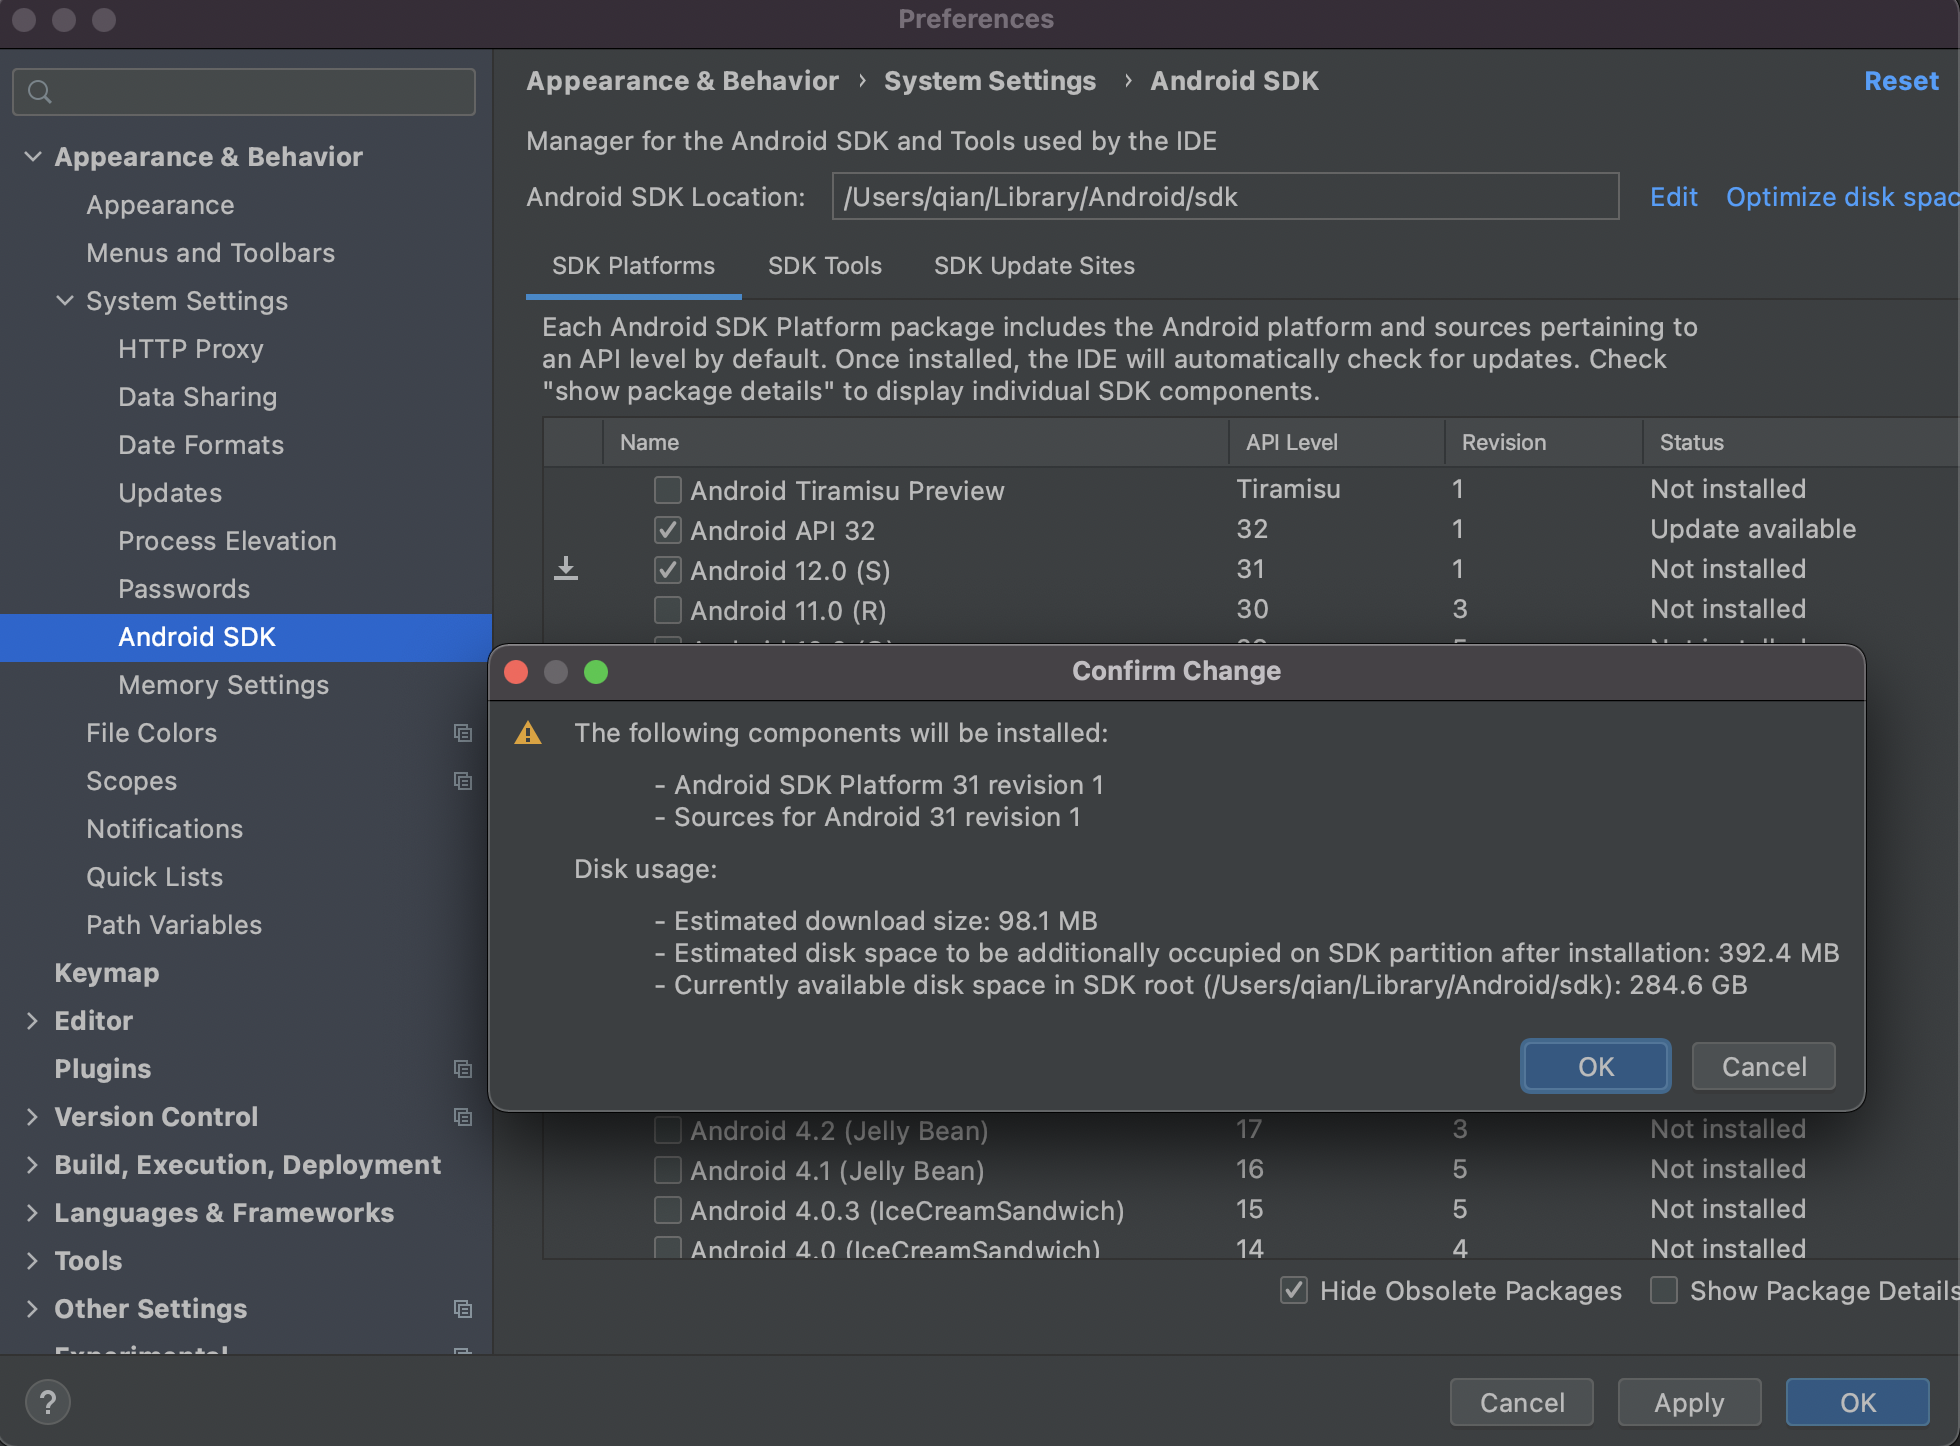 Preferences
Appearance & Behavior › System Settings › Android SDK
Reset
Manager for the Android SDK and Tools used by the IDE
Android SDK Location: /Users/qian/Library/Android/sdk Edit Optimize disk spac
Appearance & Behavior
Appearance
Menus and Toolbars
System Settings
HTTP Proxy
Data Sharing
Date Formats
Updates
Process Elevation
Passwords
Android SDK
Memory Settings
File Colors
Scopes
Notifications
Quick Lists
Path Variables
Keymap
Editor
Plugins
Version Control
Build, Execution, Deployment
Languages & Frameworks
Tools
Other Settings
Experimental
SDK Platforms SDK Tools SDK Update Sites
Each Android SDK Platform package includes the Android platform and sources pertaining to
an API level by default. Once installed, the IDE will automatically check for updates. Check
"show package details" to display individual SDK components.
Name API Level Revision Status
Android Tiramisu Preview Tiramisu 1 Not installed
Android API 32 32 1 Update available
Android 12.0 (S) 31 1 Not installed
Android 11.0 (R) 30 3 Not installed
Confirm Change
The following components will be installed:
- Android SDK Platform 31 revision 1
- Sources for Android 31 revision 1
Disk usage:
- Estimated download size: 98.1 MB
- Estimated disk space to be additionally occupied on SDK partition after installation: 392.4 MB
- Currently available disk space in SDK root (/Users/qian/Library/Android/sdk): 284.6 GB
OK Cancel
Android 4.2 (Jelly Bean) 17 3 Not installed
Android 4.1 (Jelly Bean) 16 5 Not installed
Android 4.0.3 (IceCreamSandwich) 15 5 Not installed
Android 4.0 (IceCreamSandwich) 14 4 Not installed
Hide Obsolete Packages Show Package Details
? Cancel Apply OK